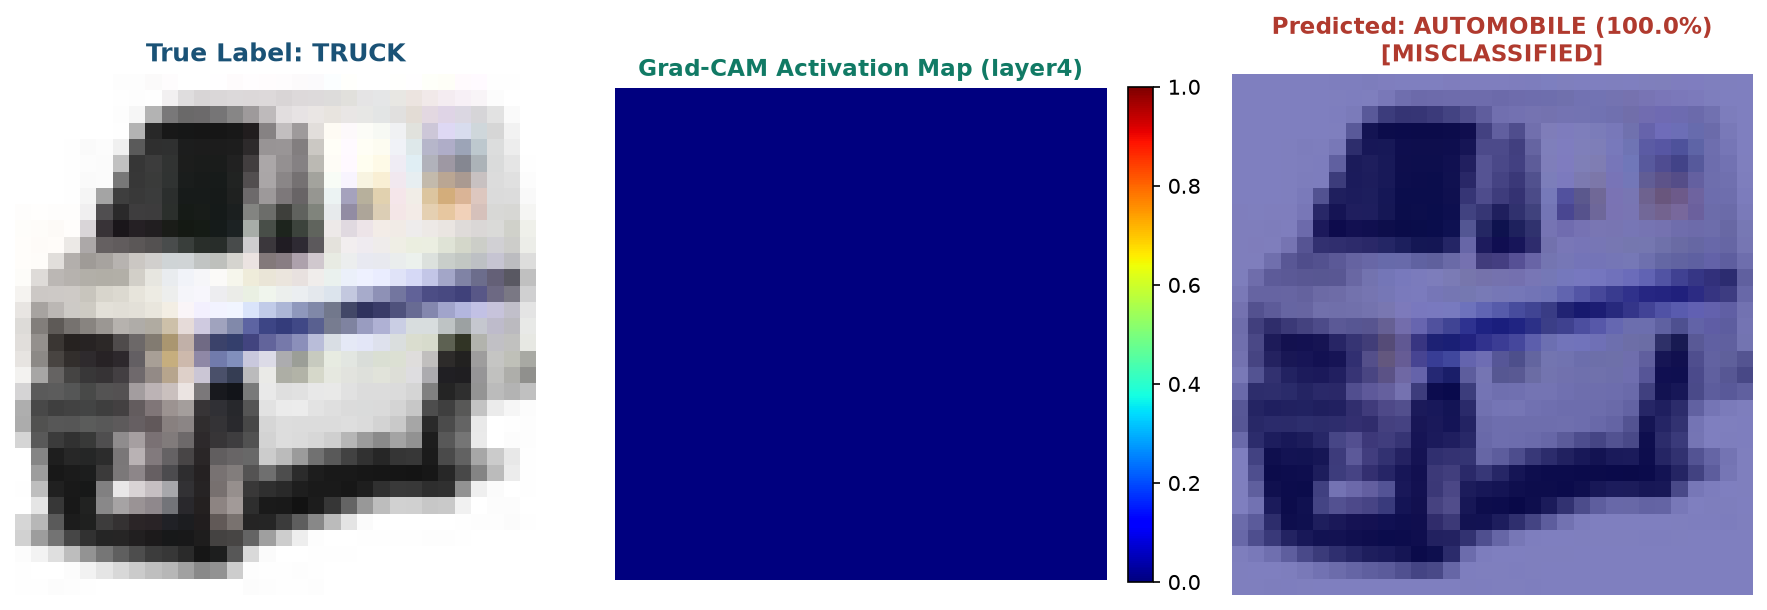 True Label: TRUCK
Grad-CAM Activation Map (layer4)
1.0
0.8
0.6
0.4
0.2
0.0
Predicted: AUTOMOBILE (100.0%)
[MISCLASSIFIED]